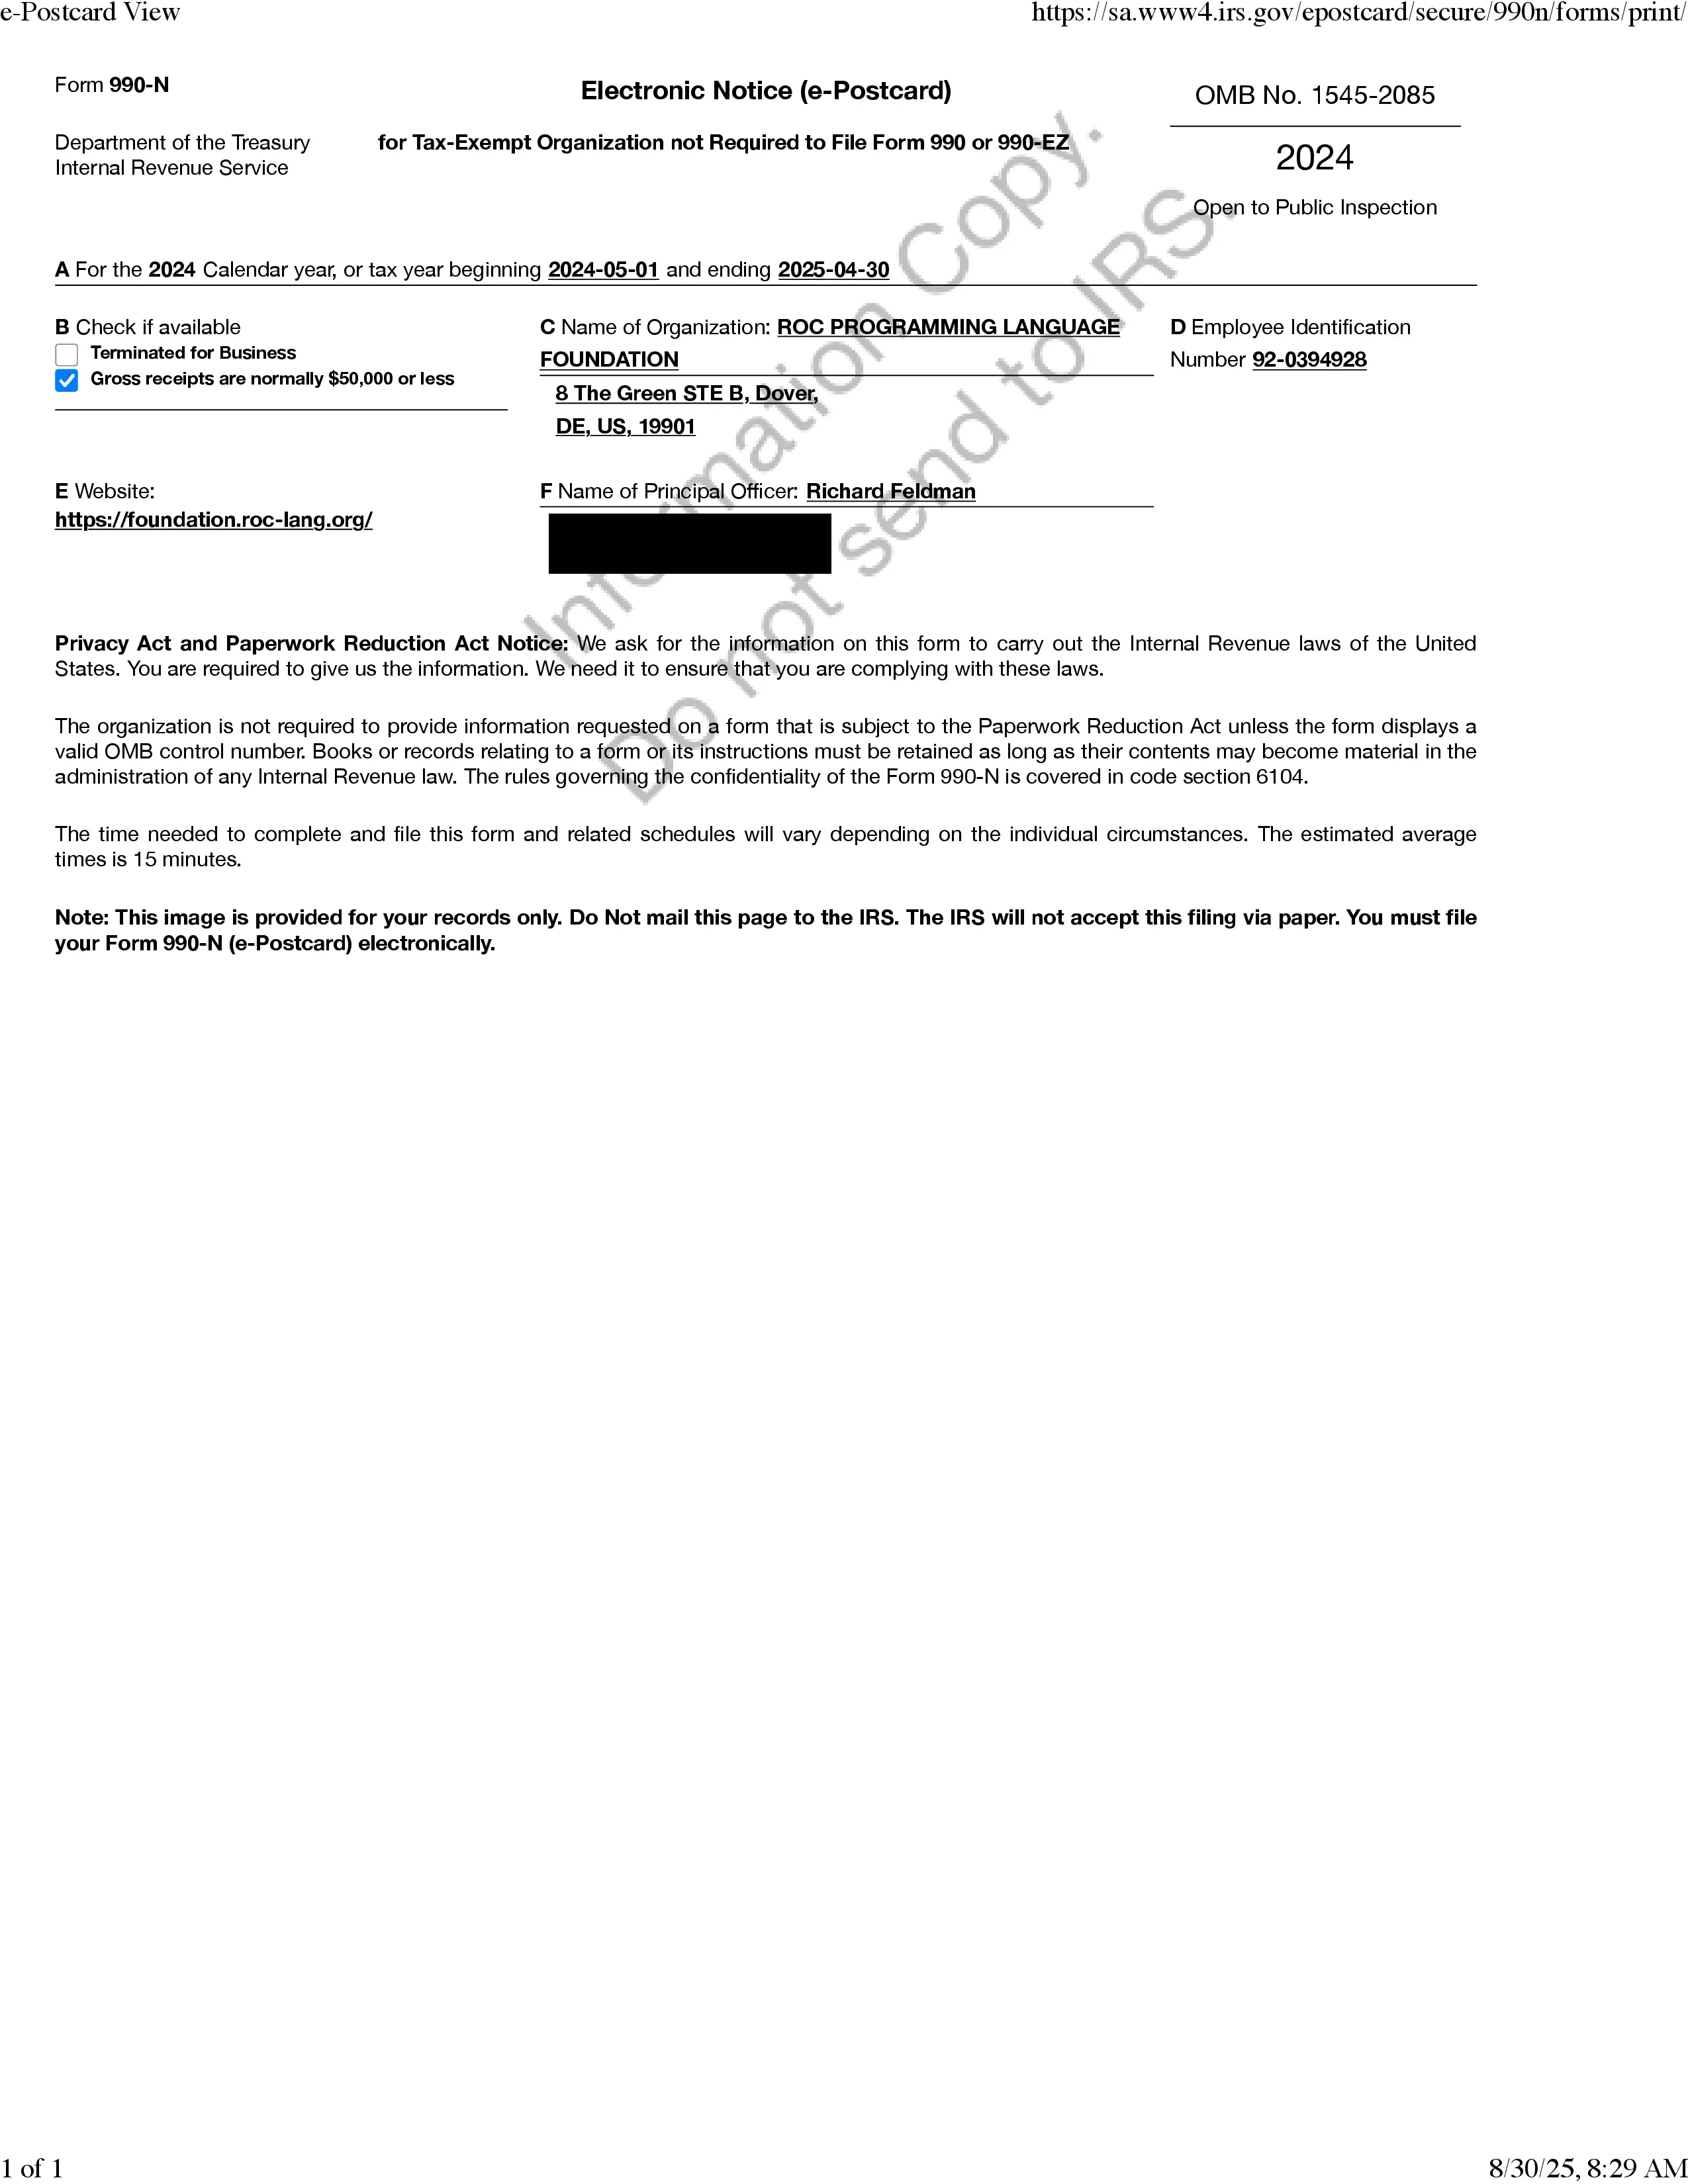 e-Postcard View
https://sa.www4.irs.gov/epostcard/secure/990n/forms/print/
Form 990-N
Electronic Notice (e-Postcard)
OMB No. 1545-2085
Department of the Treasury
Internal Revenue Service
for Tax-Exempt Organization not Required to File Form 990 or 990-EZ
2024
Open to Public Inspection
A For the 2024 Calendar year, or tax year beginning 2024-05-01 and ending 2025-04-30
B Check if available
Terminated for Business
Gross receipts are normally $50,000 or less
C Name of Organization: ROC PROGRAMMING LANGUAGE
FOUNDATION
8 The Green STE B, Dover,
DE, US, 19901
D Employee Identification
Number 92-0394928
E Website:
https://foundation.roc-lang.org/
F Name of Principal Officer: Richard Feldman
Information Copy.
Do not send to IRS.
Privacy Act and Paperwork Reduction Act Notice: We ask for the information on this form to carry out the Internal Revenue laws of the United
States. You are required to give us the information. We need it to ensure that you are complying with these laws.
The organization is not required to provide information requested on a form that is subject to the Paperwork Reduction Act unless the form displays a
valid OMB control number. Books or records relating to a form or its instructions must be retained as long as their contents may become material in the
administration of any Internal Revenue law. The rules governing the confidentiality of the Form 990-N is covered in code section 6104.
The time needed to complete and file this form and related schedules will vary depending on the individual circumstances. The estimated average
times is 15 minutes.
Note: This image is provided for your records only. Do Not mail this page to the IRS. The IRS will not accept this filing via paper. You must file
your Form 990-N (e-Postcard) electronically.
1 of 1
8/30/25, 8:29 AM